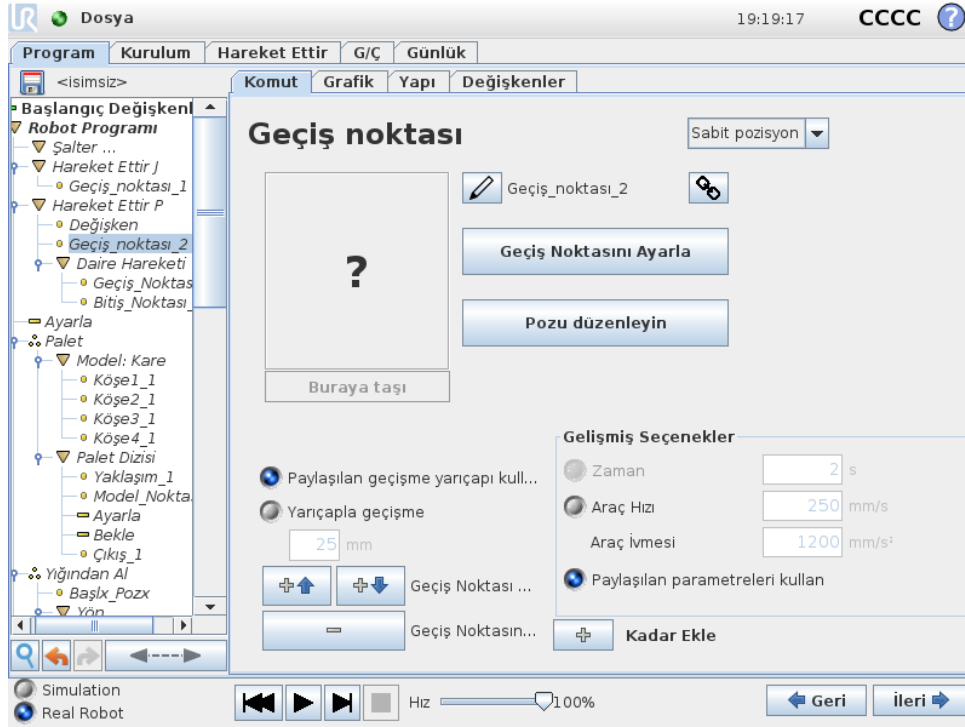 Dosya 19:19:17 CCCC ?
Program Kurulum Hareket Ettir G/Ç Günlük
<isimsiz>
Komut Grafik Yapı Değişkenler
Başlangıç Değişkenl
Robot Programı
Şalter ...
Hareket Ettir J
Geçiş_noktası_1
Hareket Ettir P
Değişken
Geçiş_noktası_2
Daire Hareketi
Geçiş_Noktas
Bitiş_Noktası_
Ayarla
Palet
Model: Kare
Köşe1_1
Köşe2_1
Köşe3_1
Köşe4_1
Palet Dizisi
Yaklaşım_1
Model_Nokta
Ayarla
Bekle
Çıkış_1
Yığından Al
Başlx_Pozx
Yön
Geçiş noktası
Sabit pozisyon
Geçiş_noktası_2
?
Geçiş Noktasını Ayarla
Pozu düzenleyin
Buraya taşı
Paylaşılan geçişme yarıçapı kull...
Yarıçapla geçişme
25 mm
Geçiş Noktası ...
Geçiş Noktasın...
Gelişmiş Seçenekler
Zaman 2 s
Araç Hızı 250 mm/s
Araç İvmesi 1200 mm/s²
Paylaşılan parametreleri kullan
Kadar Ekle
Simulation
Real Robot
Hız 100%
Geri İleri